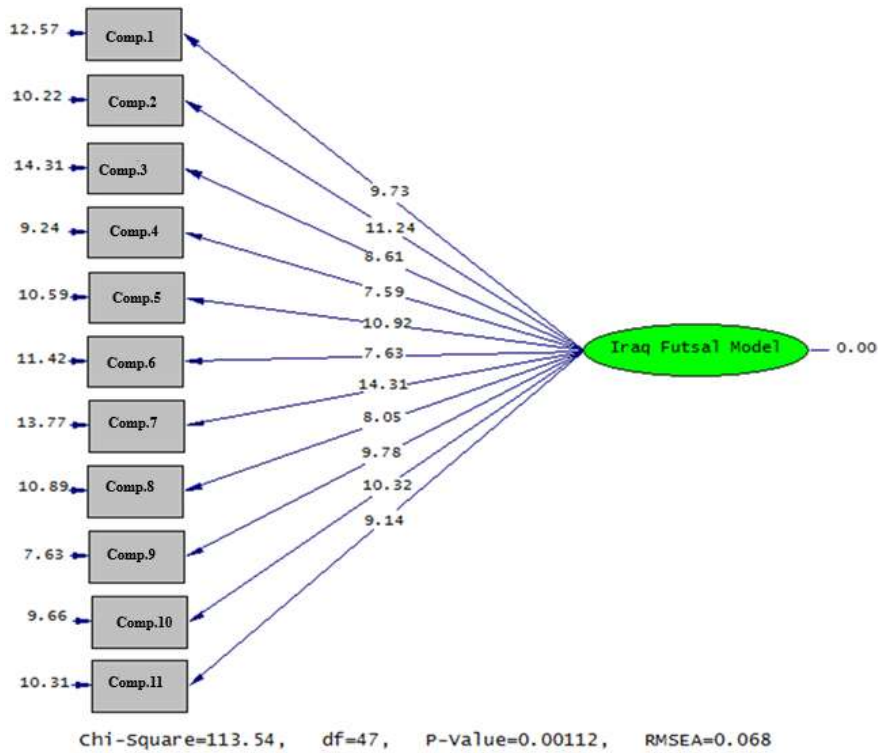 12.57 Comp.1
10.22 Comp.2
14.31 Comp.3
9.24 Comp.4
10.59 Comp.5
11.42 Comp.6
13.77 Comp.7
10.89 Comp.8
7.63 Comp.9
9.66 Comp.10
10.31 Comp.11
9.73
11.24
8.61
7.59
10.92
7.63
14.31
8.05
9.78
10.32
9.14
Iraq Futsal Model 0.00
Chi-Square=113.54, df=47, P-Value=0.00112, RMSEA=0.068